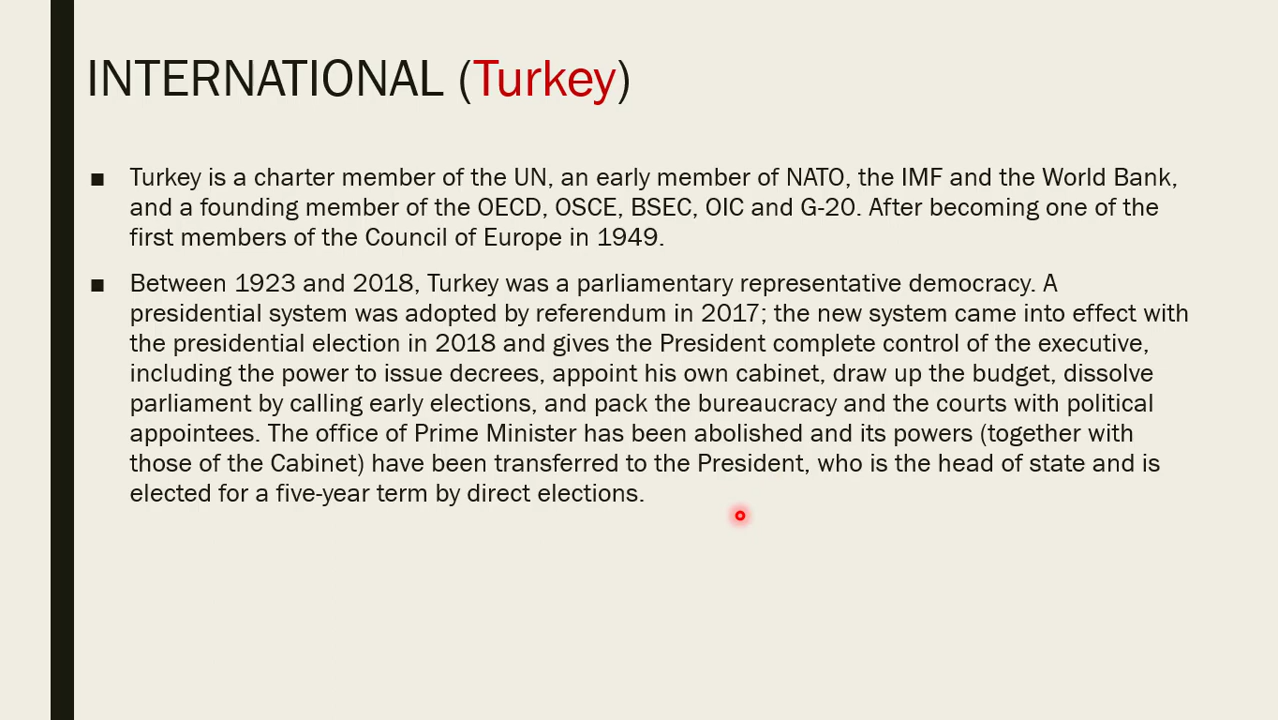 INTERNATIONAL (Turkey)
■ Turkey is a charter member of the UN, an early member of NATO, the IMF and the World Bank,
and a founding member of the OECD, OSCE, BSEC, OIC and G-20. After becoming one of the
first members of the Council of Europe in 1949.
■ Between 1923 and 2018, Turkey was a parliamentary representative democracy. A
presidential system was adopted by referendum in 2017; the new system came into effect with
the presidential election in 2018 and gives the President complete control of the executive,
including the power to issue decrees, appoint his own cabinet, draw up the budget, dissolve
parliament by calling early elections, and pack the bureaucracy and the courts with political
appointees. The office of Prime Minister has been abolished and its powers (together with
those of the Cabinet) have been transferred to the President, who is the head of state and is
elected for a five-year term by direct elections.